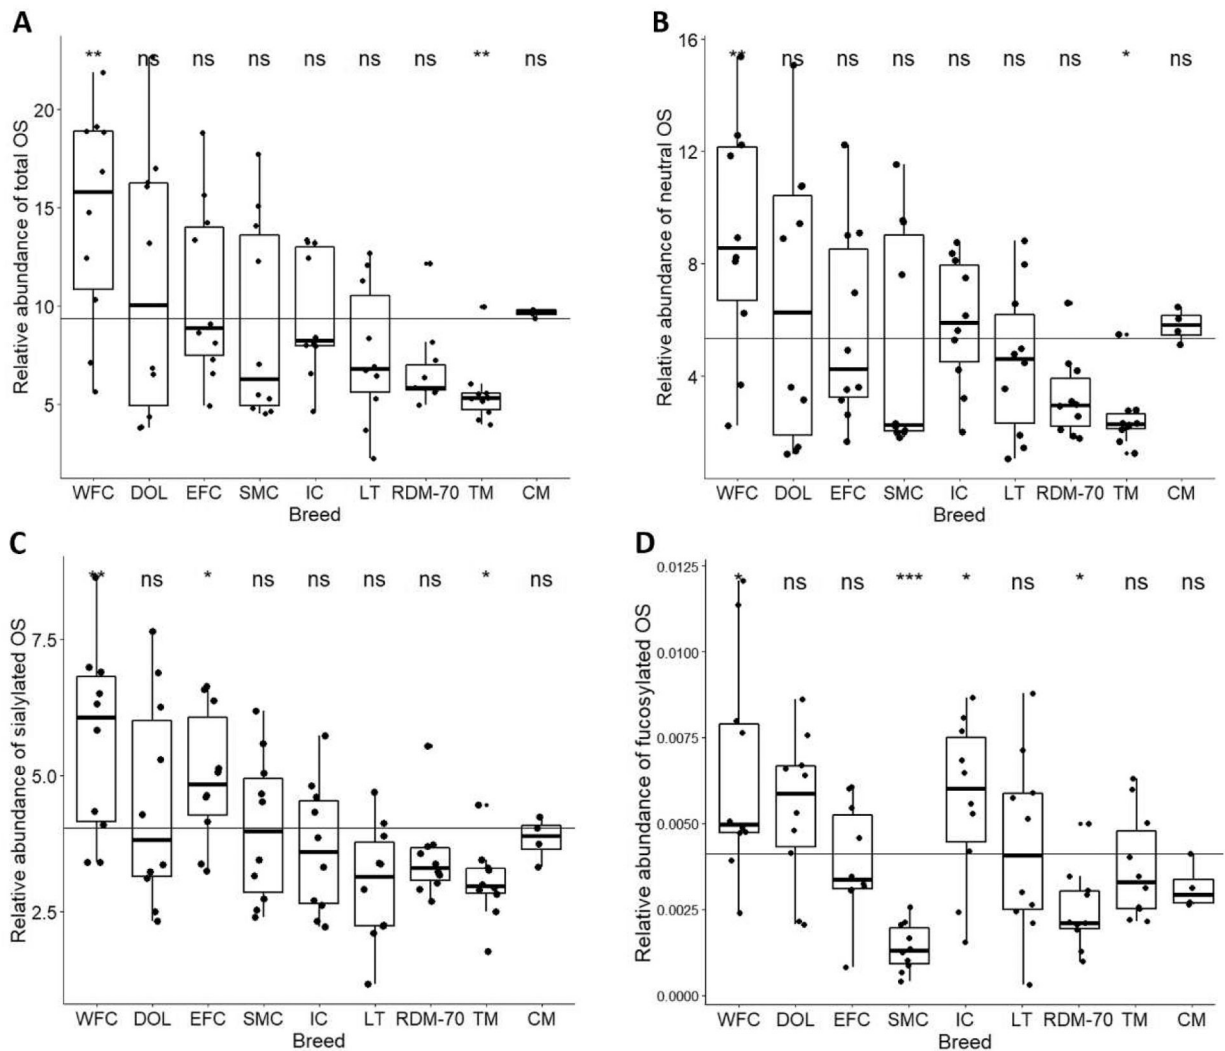 A
Relative abundance of total OS
20
15
10
5
** ns ns ns ns ns ns ** ns
WFC DOL EFC SMC IC LT RDM-70 TM CM
Breed
B
Relative abundance of neutral OS
16
12
8
4
** ns ns ns ns ns ns * ns
WFC DOL EFC SMC IC LT RDM-70 TM CM
Breed
C
Relative abundance of sialylated OS
7.5
5.0
2.5
** ns * ns ns ns ns * ns
WFC DOL EFC SMC IC LT RDM-70 TM CM
Breed
D
Relative abundance of fucosylated OS
0.0125
0.0100
0.0075
0.0050
0.0025
0.0000
* ns ns *** * ns * ns ns
WFC DOL EFC SMC IC LT RDM-70 TM CM
Breed